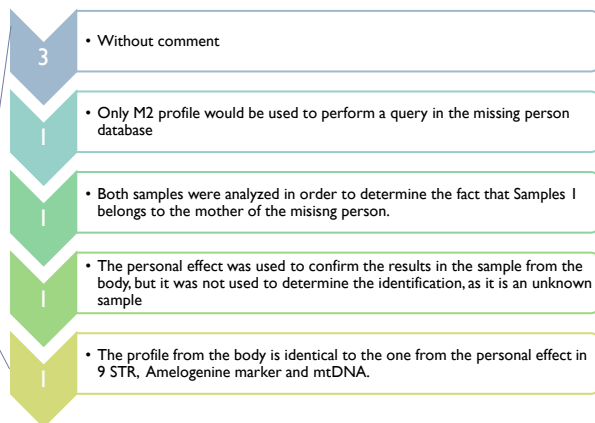 3
• Without comment
1
• Only M2 profile would be used to perform a query in the missing person
database
1
• Both samples were analyzed in order to determine the fact that Samples 1
belongs to the mother of the misisng person.
1
• The personal effect was used to confirm the results in the sample from the
body, but it was not used to determine the identification, as it is an unknown
sample
1
• The profile from the body is identical to the one from the personal effect in
9 STR, Amelogenine marker and mtDNA.